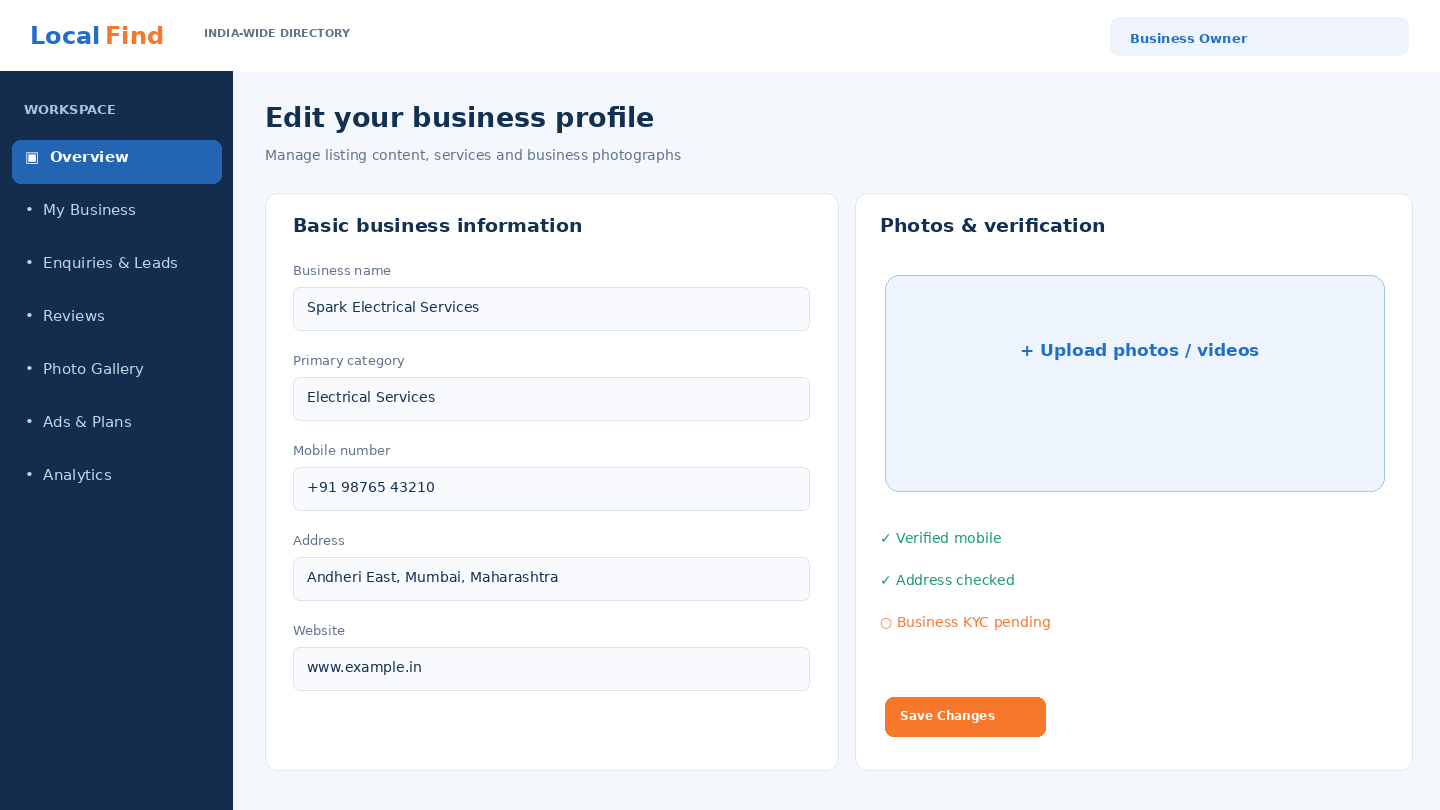 Local Find
INDIA-WIDE DIRECTORY
Business Owner
WORKSPACE
▣ Overview
• My Business
• Enquiries & Leads
• Reviews
• Photo Gallery
• Ads & Plans
• Analytics
Edit your business profile
Manage listing content, services and business photographs
Basic business information
Business name
Spark Electrical Services
Primary category
Electrical Services
Mobile number
+91 98765 43210
Address
Andheri East, Mumbai, Maharashtra
Website
www.example.in
Photos & verification
+ Upload photos / videos
✓ Verified mobile
✓ Address checked
○ Business KYC pending
Save Changes